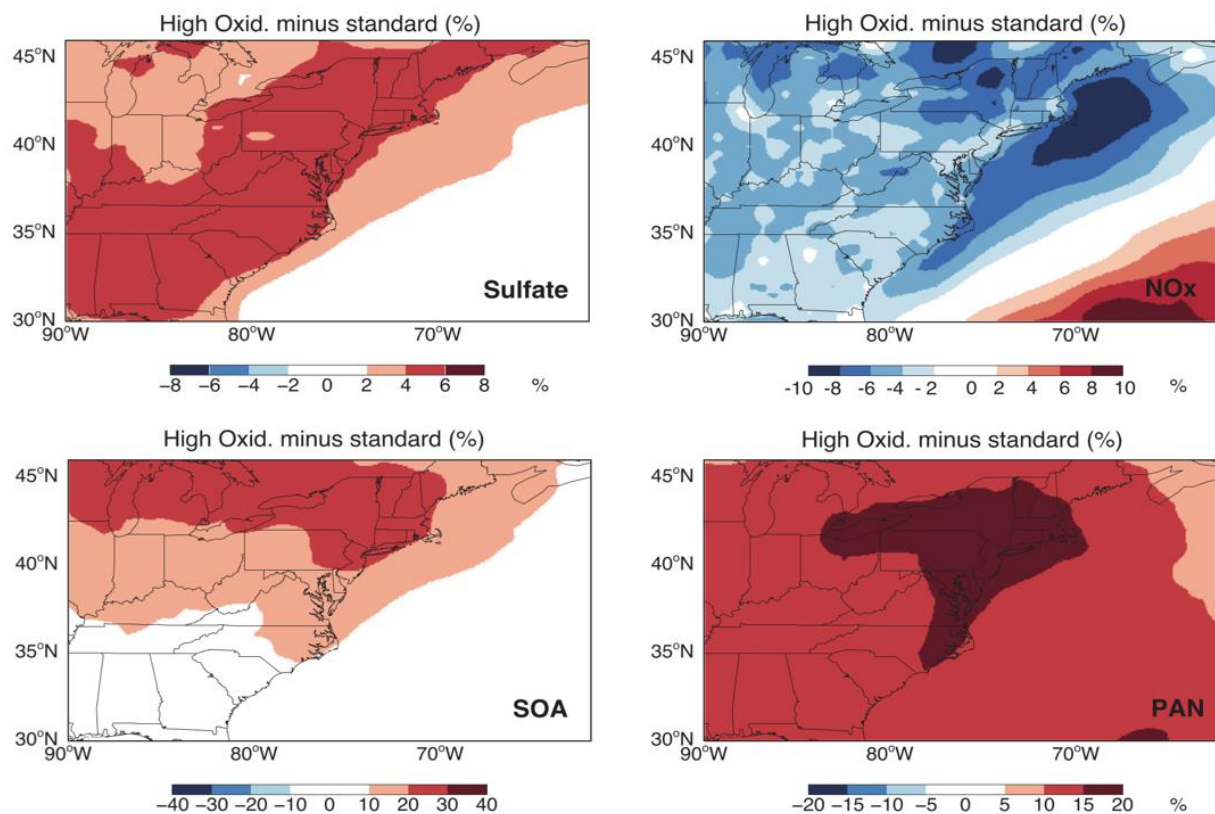 High Oxid. minus standard (%)
45°N
40°N
35°N
30°N
90°W 80°W 70°W
Sulfate
−8 −6 −4 −2 0 2 4 6 8 %
High Oxid. minus standard (%)
45°N
40°N
35°N
30°N
90°W 80°W 70°W
NOx
-10 -8 -6 -4 -2 0 2 4 6 8 10 %
High Oxid. minus standard (%)
45°N
40°N
35°N
30°N
90°W 80°W 70°W
SOA
−40 −30 −20 −10 0 10 20 30 40
High Oxid. minus standard (%)
45°N
40°N
35°N
30°N
90°W 80°W 70°W
PAN
−20 −15 −10 −5 0 5 10 15 20 %